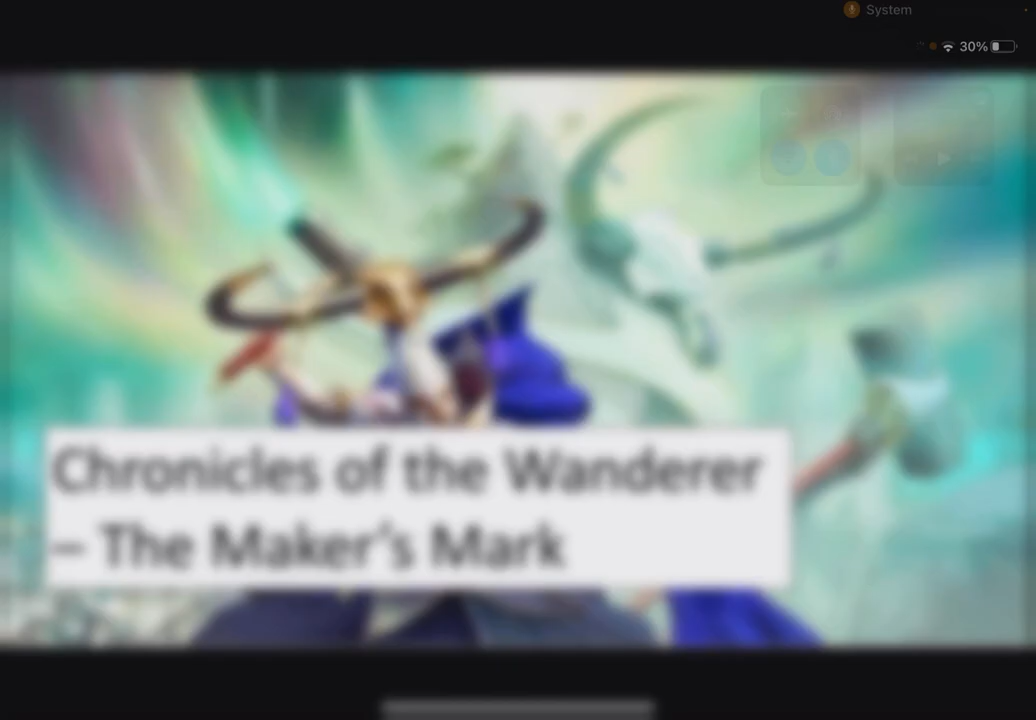 System
30%
Chronicles of the Wanderer
– The Maker's Mark